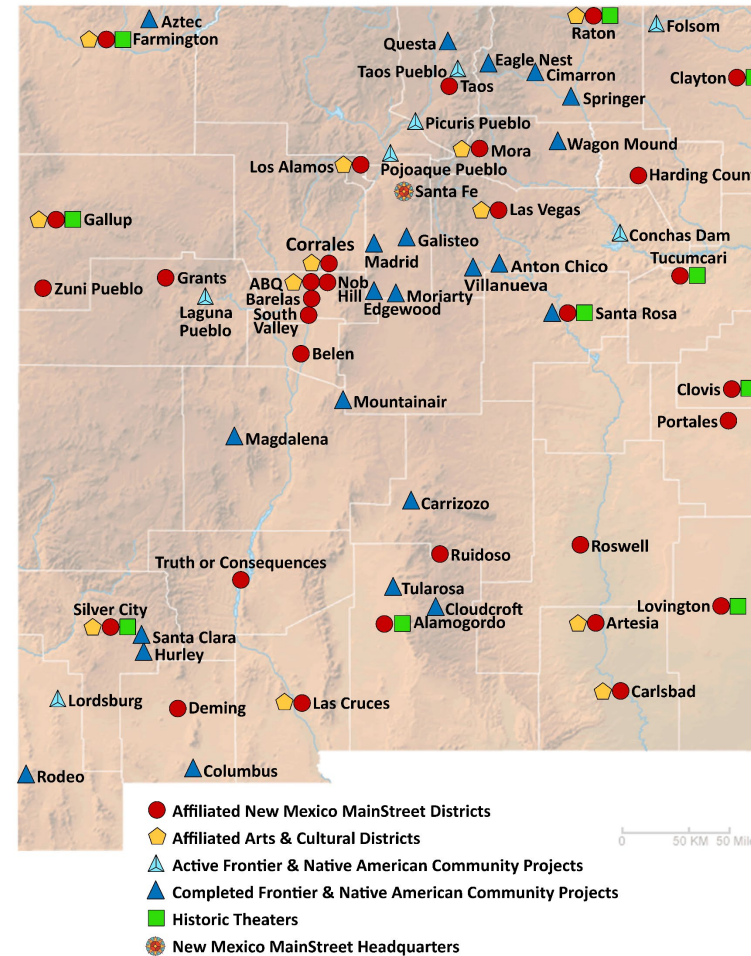 Aztec
Farmington
Raton
Folsom
Questa
Eagle Nest
Taos Pueblo
Cimarron
Clayton
Taos
Springer
Picuris Pueblo
Wagon Mound
Mora
Los Alamos
Pojoaque Pueblo
Harding Coun
Santa Fe
Las Vegas
Gallup
Conchas Dam
Corrales
Galisteo
Madrid
Tucumcari
Anton Chico
Grants
ABQ
Nob
Hill
Villanueva
Zuni Pueblo
Barelas
Moriarty
Edgewood
Laguna
Pueblo
South
Valley
Santa Rosa
Belen
Clovis
Mountainair
Portales
Magdalena
Carrizozo
Roswell
Ruidoso
Truth or Consequences
Tularosa
Silver City
Cloudcroft
Lovington
Alamogordo
Artesia
Santa Clara
Hurley
Lordsburg
Deming
Las Cruces
Carlsbad
Rodeo
Columbus
Affiliated New Mexico MainStreet Districts
Affiliated Arts & Cultural Districts
Active Frontier & Native American Community Projects
Completed Frontier & Native American Community Projects
Historic Theaters
New Mexico MainStreet Headquarters
0 50 KM 50 Mil